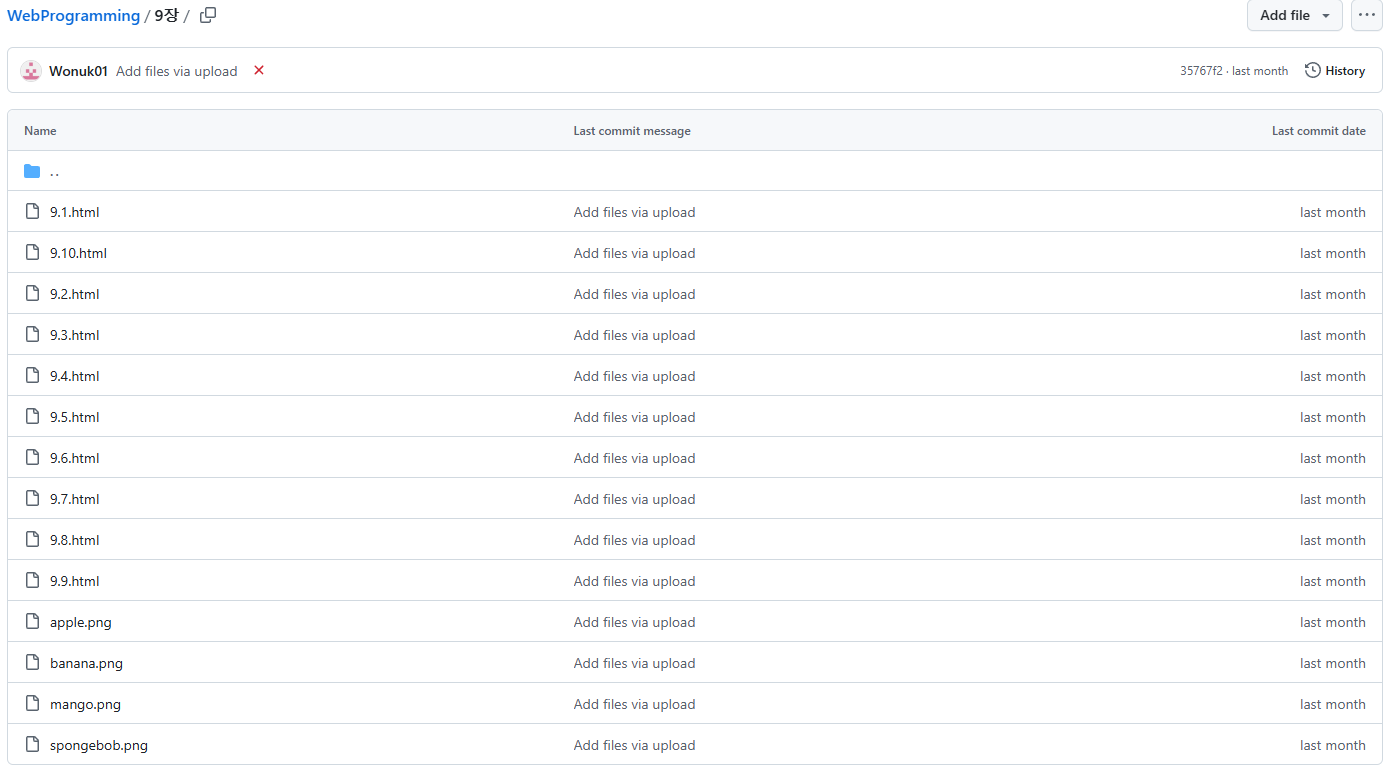 WebProgramming / 9장 /
Add file
Wonuk01 Add files via upload
35767f2 · last month History
Name Last commit message Last commit date
..
9.1.html Add files via upload last month
9.10.html Add files via upload last month
9.2.html Add files via upload last month
9.3.html Add files via upload last month
9.4.html Add files via upload last month
9.5.html Add files via upload last month
9.6.html Add files via upload last month
9.7.html Add files via upload last month
9.8.html Add files via upload last month
9.9.html Add files via upload last month
apple.png Add files via upload last month
banana.png Add files via upload last month
mango.png Add files via upload last month
spongebob.png Add files via upload last month